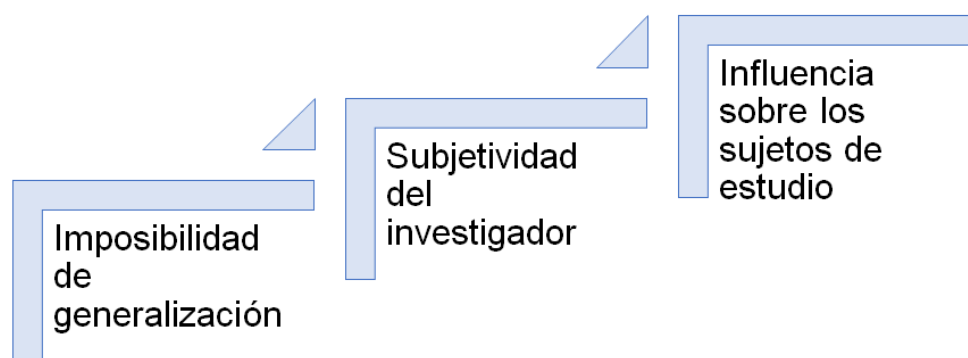 Imposibilidad
de
generalización
Subjetividad
del
investigador
Influencia
sobre los
sujetos de
estudio